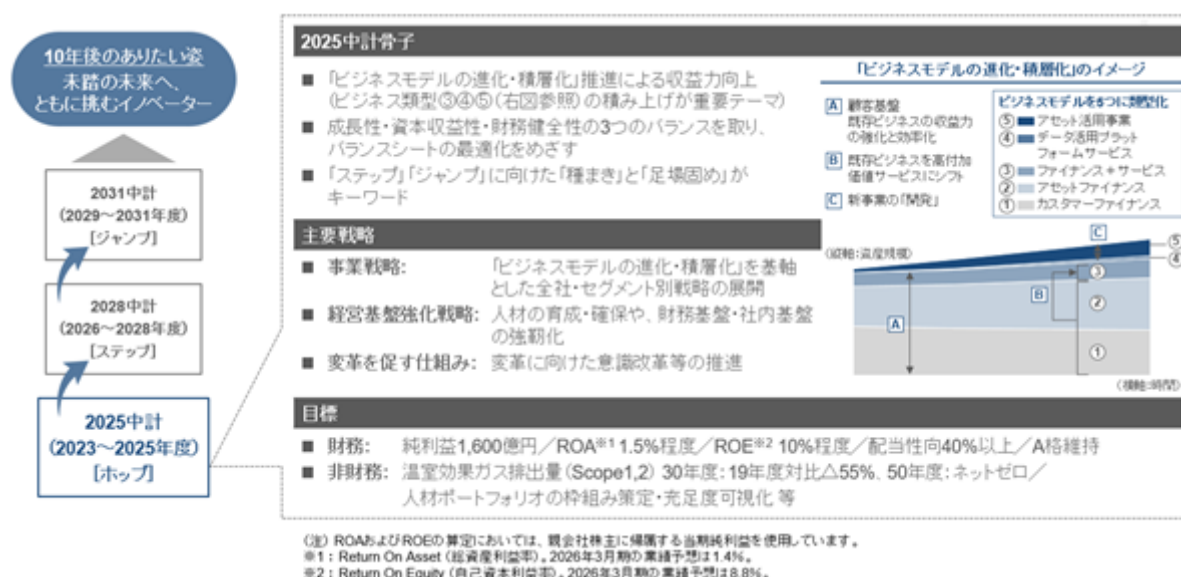 10年後のありたい姿
未踏の未来へ、
ともに挑むイノベーター
2031中計
(2029～2031年度)
[ジャンプ]
2028中計
(2026～2028年度)
[ステップ]
2025中計
(2023～2025年度)
[ホップ]
2025中計骨子
■ 「ビジネスモデルの進化・積層化」推進による収益力向上
(ビジネス類型③④⑤(右図参照)の積み上げが重要テーマ)
■ 成長性・資本収益性・財務健全性の3つのバランスを取り、
バランスシートの最適化をめざす
■ 「ステップ」「ジャンプ」に向けた「種まき」と「足場固め」が
キーワード
「ビジネスモデルの進化・積層化」のイメージ
A 顧客基盤
既存ビジネスの収益力
の強化と効率化
B 既存ビジネスを高付加
価値サービスにシフト
C 新事業の「開発」
ビジネスモデルを5つに類型化
⑤ アセット活用事業
④ データ活用プラット
フォームサービス
③ ファイナンス+サービス
② アセットファイナンス
① カスタマーファイナンス
(縦軸:資産規模)
C
⑤
④
③
B
②
A
①
(横軸:時間)
主要戦略
■ 事業戦略: 「ビジネスモデルの進化・積層化」を基軸
とした全社・セグメント別戦略の展開
■ 経営基盤強化戦略: 人材の育成・確保や、財務基盤・社内基盤
の強靭化
■ 変革を促す仕組み: 変革に向けた意識改革等の推進
目標
■ 財務: 純利益1,600億円/ROA※1 1.5%程度/ROE※2 10%程度/配当性向40%以上/A格維持
■ 非財務: 温室効果ガス排出量(Scope1,2) 30年度:19年度対比△55%、50年度:ネットゼロ/
人材ポートフォリオの枠組み策定・充足度可視化 等
(注) ROAおよびROEの算定においては、親会社株主に帰属する当期純利益を使用しています。
※1:Return On Asset(総資産利益率)。2026年3月期の業績予想は1.4%。
※2:Return On Equity(自己資本利益率)。2026年3月期の業績予想は8.8%。